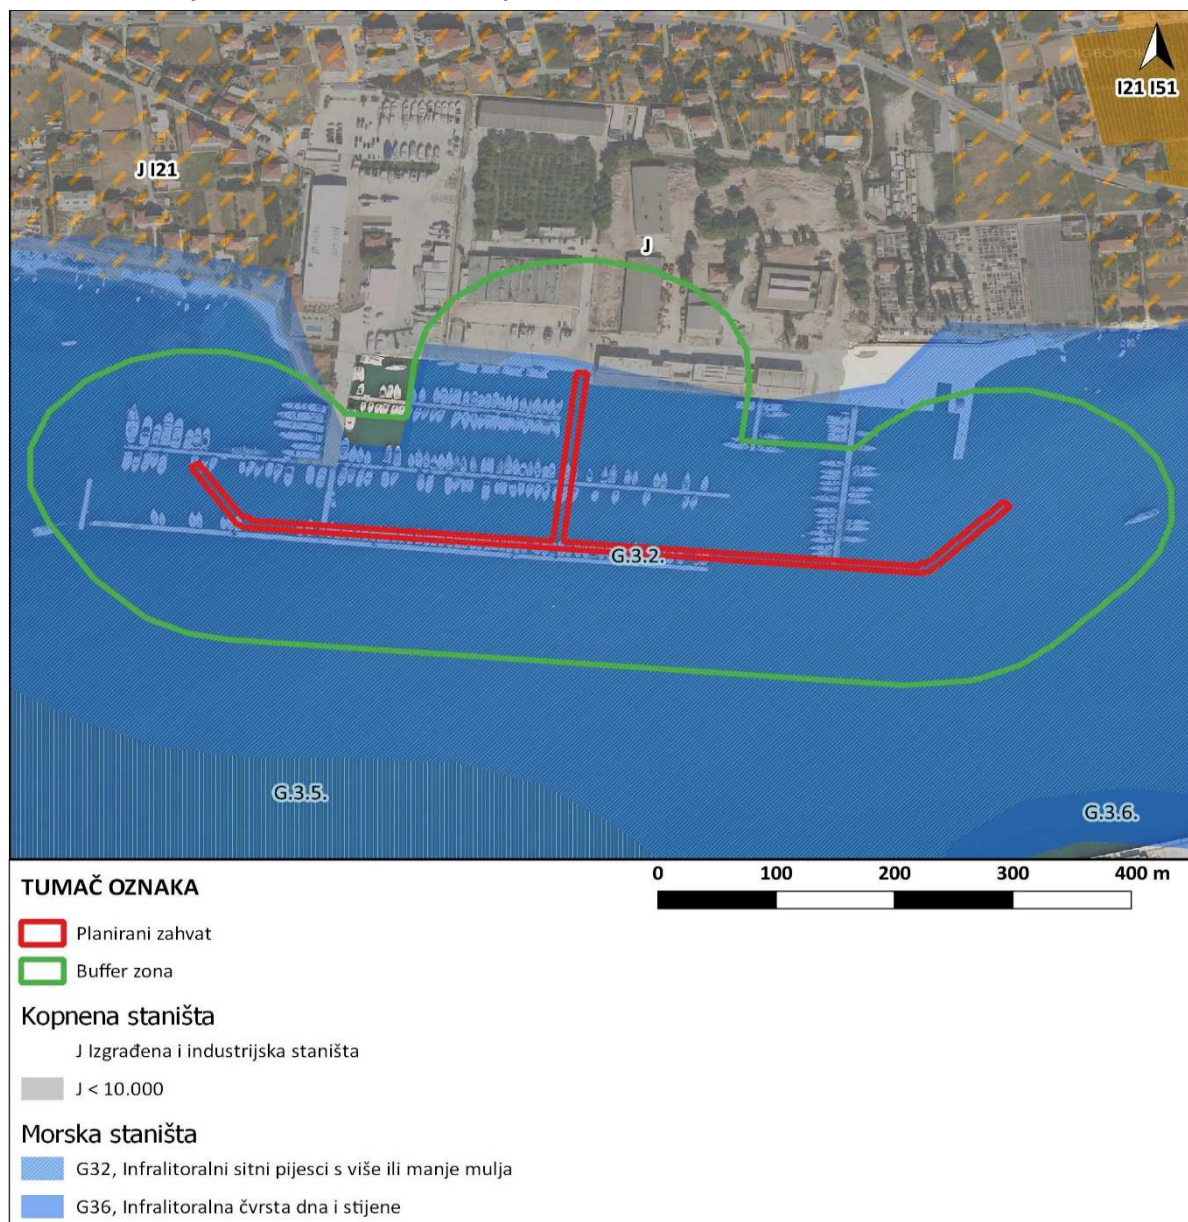 GEOPO
I21 I51
J I21
J
G.3.2.
G.3.5.
G.3.6.
TUMAČ OZNAKA
0 100 200 300 400 m
Planirani zahvat
Buffer zona
Kopnena staništa
J Izgrađena i industrijska staništa
J < 10.000
Morska staništa
G32, Infralitoralni sitni pijesci s više ili manje mulja
G36, Infralitoralna čvrsta dna i stijene